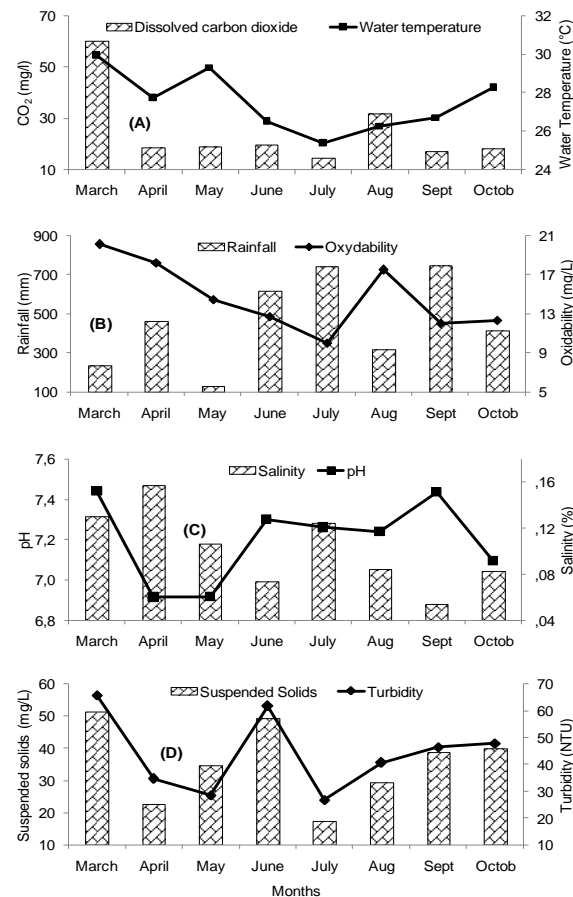 Dissolved carbon dioxide Water temperature
CO2 (mg/l)
70
50
30
10
(A)
32
30
28
26
24
Water Temperature (°C)
March April May June July Aug Sept Octob
Rainfall Oxydability
Rainfall (mm)
900
700
500
300
100
(B)
21
17
13
9
5
Oxidability (mg/L)
March April May June July Aug Sept Octob
Salinity pH
pH
7,6
7,4
7,2
7,0
6,8
(C)
,16
,12
,08
,04
Salinity (%)
March April May June July Aug Sept Octob
Suspended Solids Turbidity
Suspended solids (mg/L)
60
50
40
30
20
10
(D)
70
60
50
40
30
20
10
Turbidity (NTU)
March April May June July Aug Sept Octob
Months